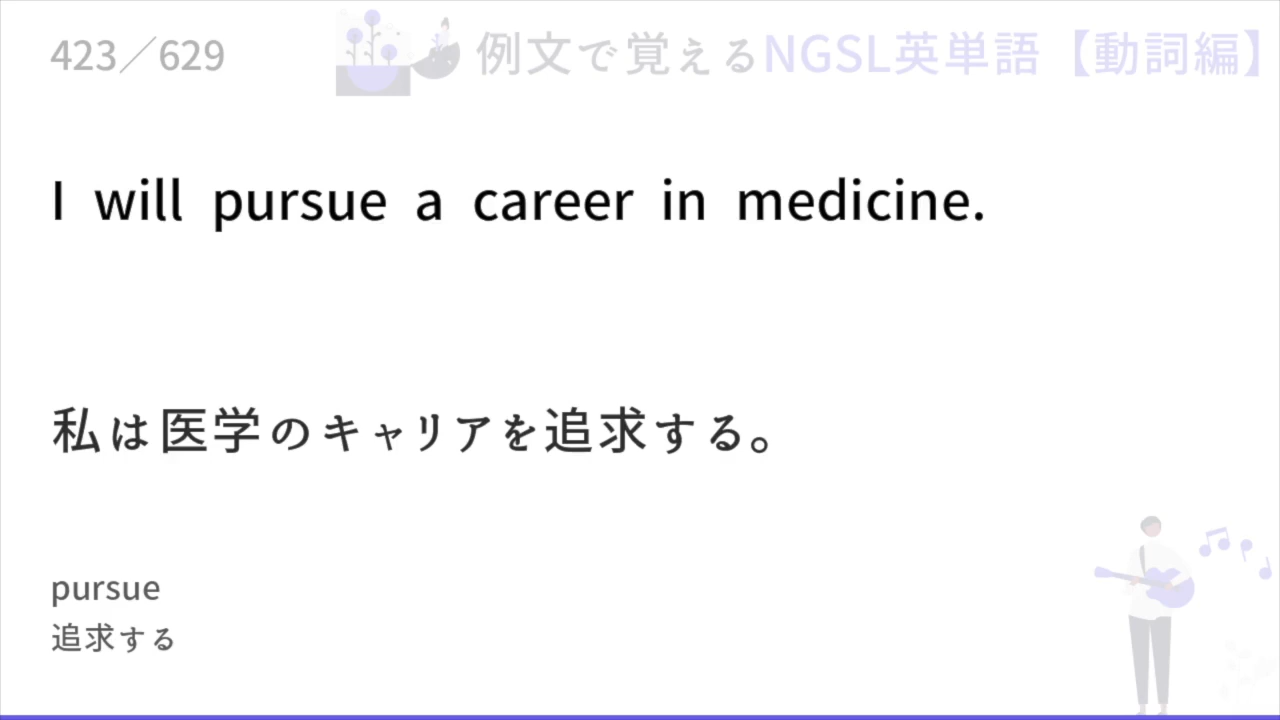 423／629
例文で覚えるNGSL英単語【動詞編】
I will pursue a career in medicine.
私は医学のキャリアを追求する。
pursue
追求する